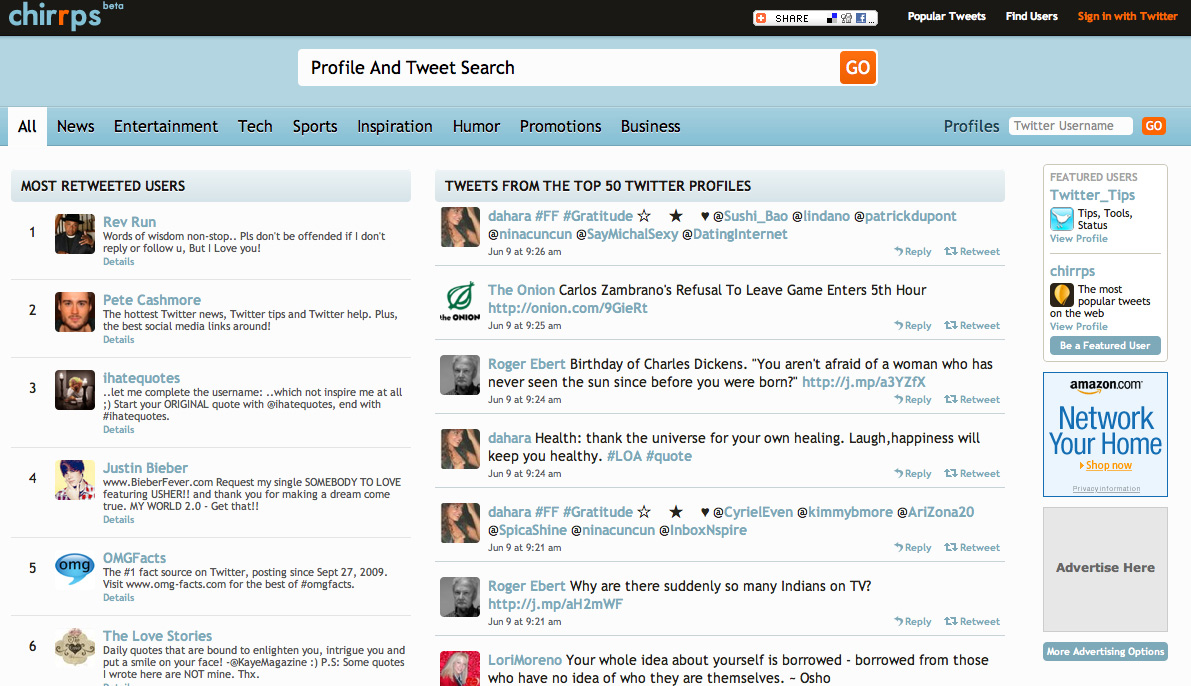 chirrps beta
SHARE ...
Popular Tweets
Find Users
Sign in with Twitter
Profile And Tweet Search
GO
All
News
Entertainment
Tech
Sports
Inspiration
Humor
Promotions
Business
Profiles
Twitter Username
GO
MOST RETWEETED USERS
1
Rev Run
Words of wisdom non-stop.. Pls don't be offended if I don't
reply or follow u, But I Love you!
Details
2
Pete Cashmore
The hottest Twitter news, Twitter tips and Twitter help. Plus,
the best social media links around!
Details
3
ihatequotes
..let me complete the username: ..which not inspire me at all
;) Start your ORIGINAL quote with @ihatequotes, end with
#ihatequotes.
Details
4
Justin Bieber
www.BieberFever.com Request my single SOMEBODY TO LOVE
featuring USHER!! and thank you for making a dream come
true. MY WORLD 2.0 - Get that!!
Details
5
omg
OMGFacts
The #1 fact source on Twitter, posting since Sept 27, 2009.
Visit www.omg-facts.com for the best of #omgfacts.
Details
6
The Love Stories
Daily quotes that are bound to enlighten you, intrigue you and
put a smile on your face! -@KayeMagazine :) P.S: Some quotes
I wrote here are NOT mine. Thx.
TWEETS FROM THE TOP 50 TWITTER PROFILES
dahara #FF #Gratitude ☆ ★ ♥ @Sushi_Bao @lindano @patrickdupont
@ninacuncun @SayMichalSexy @DatingInternet
Jun 9 at 9:26 am
Reply
Retweet
the ONION
The Onion Carlos Zambrano's Refusal To Leave Game Enters 5th Hour
http://onion.com/9GieRt
Jun 9 at 9:25 am
Reply
Retweet
Roger Ebert Birthday of Charles Dickens. "You aren't afraid of a woman who has
never seen the sun since before you were born?" http://j.mp/a3YZfX
Jun 9 at 9:24 am
Reply
Retweet
dahara Health: thank the universe for your own healing. Laugh,happiness will
keep you healthy. #LOA #quote
Jun 9 at 9:24 am
Reply
Retweet
dahara #FF #Gratitude ☆ ★ ♥ @CyrielEven @kimmybmore @AriZona20
@SpicaShine @ninacuncun @InboxNspire
Jun 9 at 9:21 am
Reply
Retweet
Roger Ebert Why are there suddenly so many Indians on TV?
http://j.mp/aH2mWF
Jun 9 at 9:21 am
Reply
Retweet
LoriMoreno Your whole idea about yourself is borrowed - borrowed from those
who have no idea of who they are themselves. ~ Osho
FEATURED USERS
Twitter_Tips
Tips, Tools,
Status
View Profile
chirrps
The most
popular tweets
on the web
View Profile
Be a Featured User
amazon.com
Network
Your Home
Shop now
Privacy information
Advertise Here
More Advertising Options